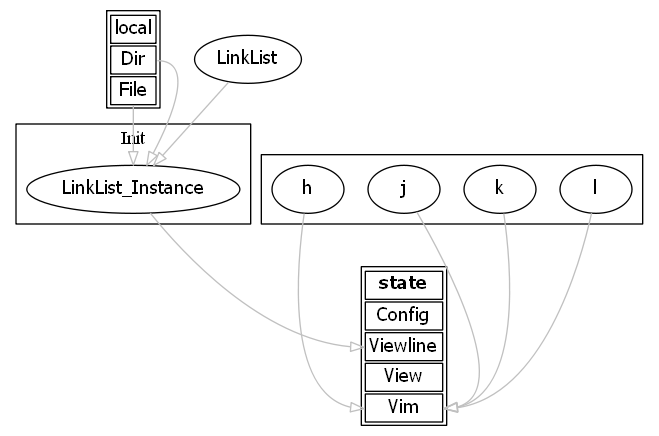 local
Dir
File
LinkList
Init
LinkList_Instance
h
j
k
l
state
Config
Viewline
View
Vim